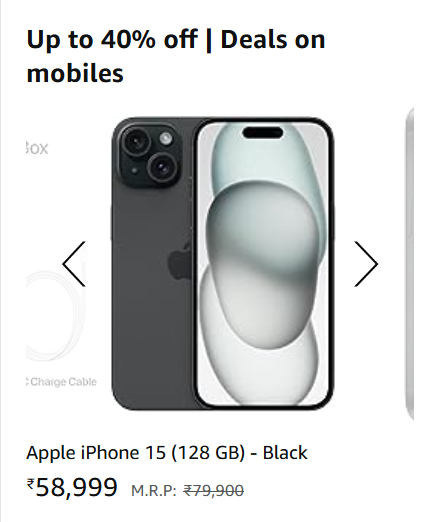 Up to 40% off | Deals on
mobiles
Box
Charge Cable
Apple iPhone 15 (128 GB) - Black
₹58,999 M.R.P: ₹79,900